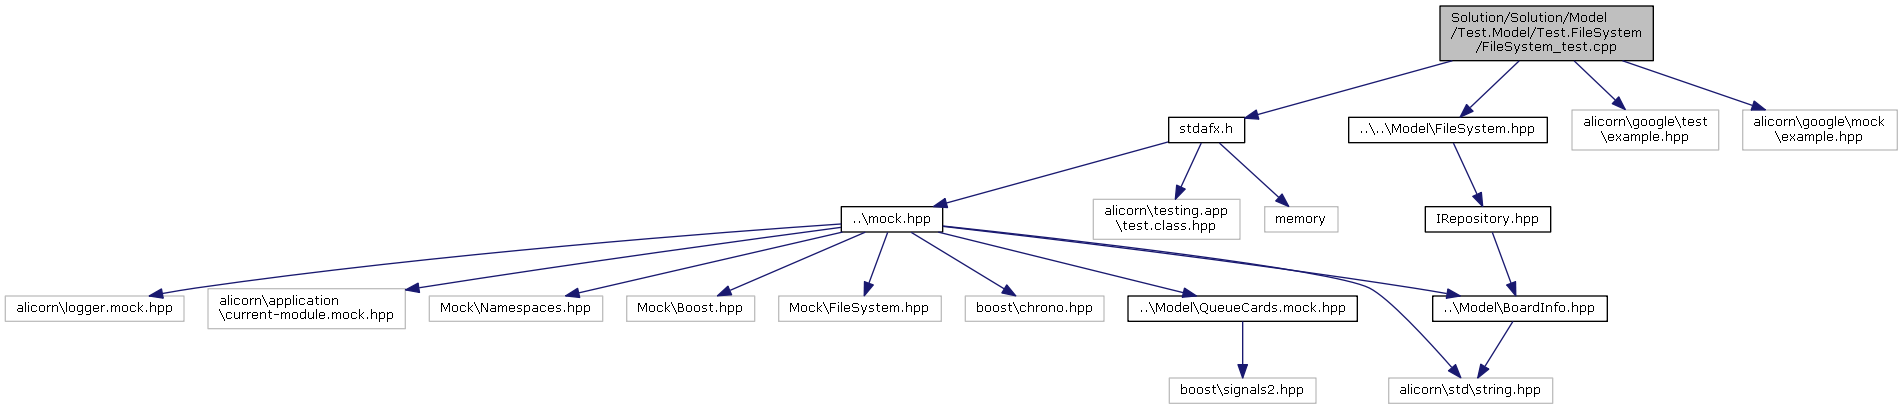 Solution/Solution/Model
/Test.Model/Test.FileSystem
/FileSystem_test.cpp
stdafx.h
..\..\Model\FileSystem.hpp
alicorn\google\test
\example.hpp
alicorn\google\mock
\example.hpp
..\mock.hpp
alicorn\testing.app
\test.class.hpp
memory
IRepository.hpp
alicorn\logger.mock.hpp
alicorn\application
\current-module.mock.hpp
Mock\Namespaces.hpp
Mock\Boost.hpp
Mock\FileSystem.hpp
boost\chrono.hpp
..\Model\QueueCards.mock.hpp
..\Model\BoardInfo.hpp
boost\signals2.hpp
alicorn\std\string.hpp